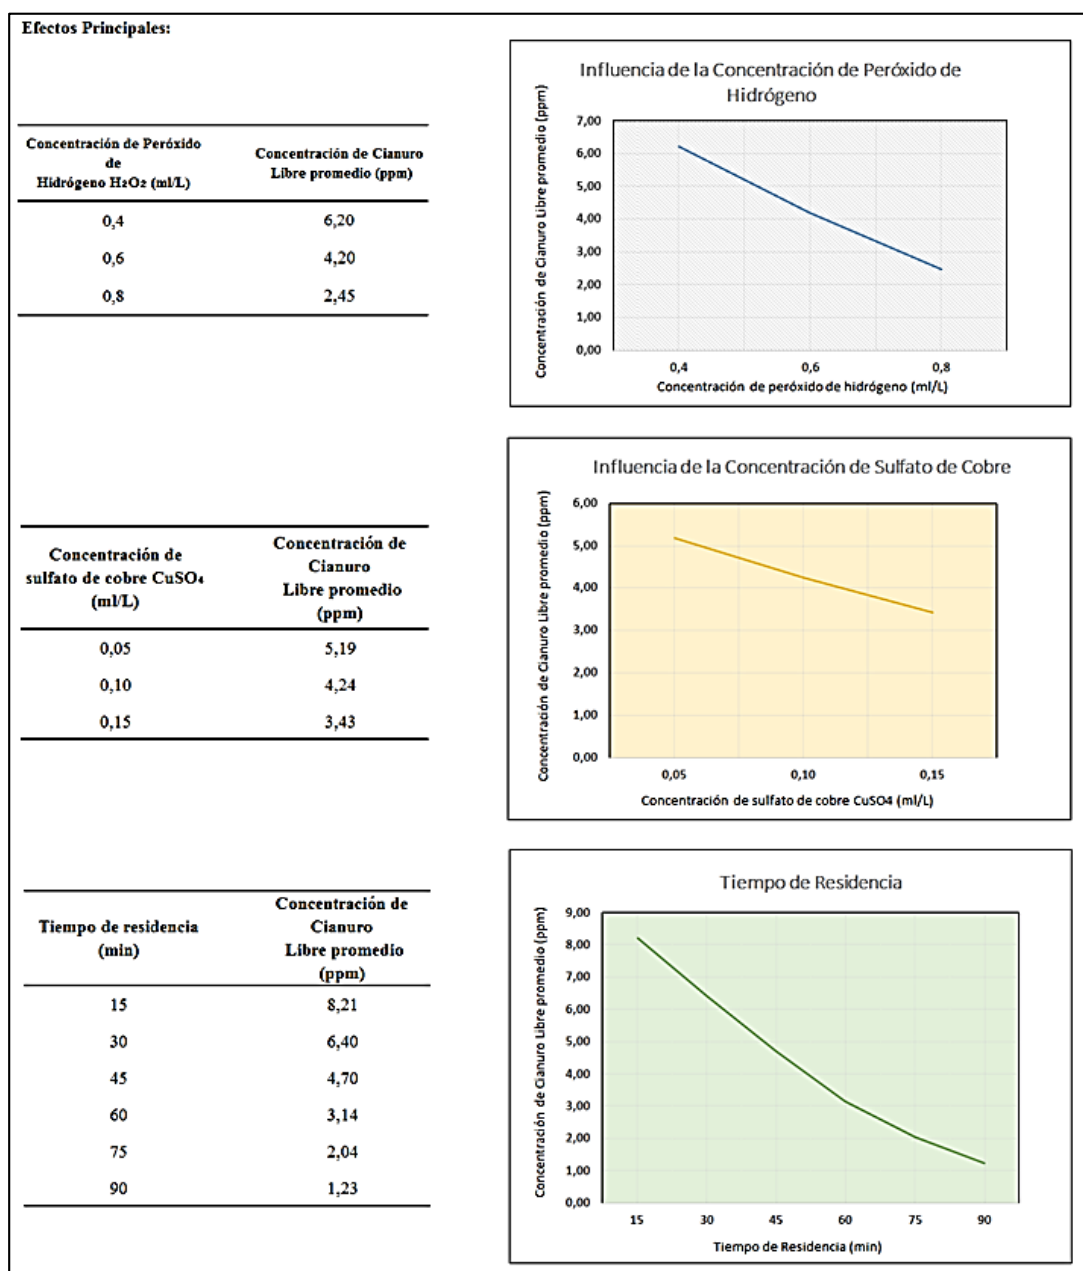 Efectos Principales:
Concentración de Peróxido
de
Hidrógeno H₂O₂ (ml/L)
Concentración de Cianuro
Libre promedio (ppm)
0,4 6,20
0,6 4,20
0,8 2,45
Influencia de la Concentración de Peróxido de
Hidrógeno
Concentración de Cianuro Libre promedio (ppm)
7,00
6,00
5,00
4,00
3,00
2,00
1,00
0,00
0,4 0,6 0,8
Concentración de peróxido de hidrógeno (ml/L)
Concentración de
sulfato de cobre CuSO₄
(ml/L)
Concentración de
Cianuro
Libre promedio
(ppm)
0,05 5,19
0,10 4,24
0,15 3,43
Influencia de la Concentración de Sulfato de Cobre
Concentración de Cianuro Libre promedio (ppm)
6,00
5,00
4,00
3,00
2,00
1,00
0,00
0,05 0,10 0,15
Concentración de sulfato de cobre CuSO4 (ml/L)
Tiempo de residencia
(min)
Concentración de
Cianuro
Libre promedio
(ppm)
15 8,21
30 6,40
45 4,70
60 3,14
75 2,04
90 1,23
Tiempo de Residencia
Concentración de Cianuro Libre promedio (ppm)
9,00
8,00
7,00
6,00
5,00
4,00
3,00
2,00
1,00
0,00
15 30 45 60 75 90
Tiempo de Residencia (min)